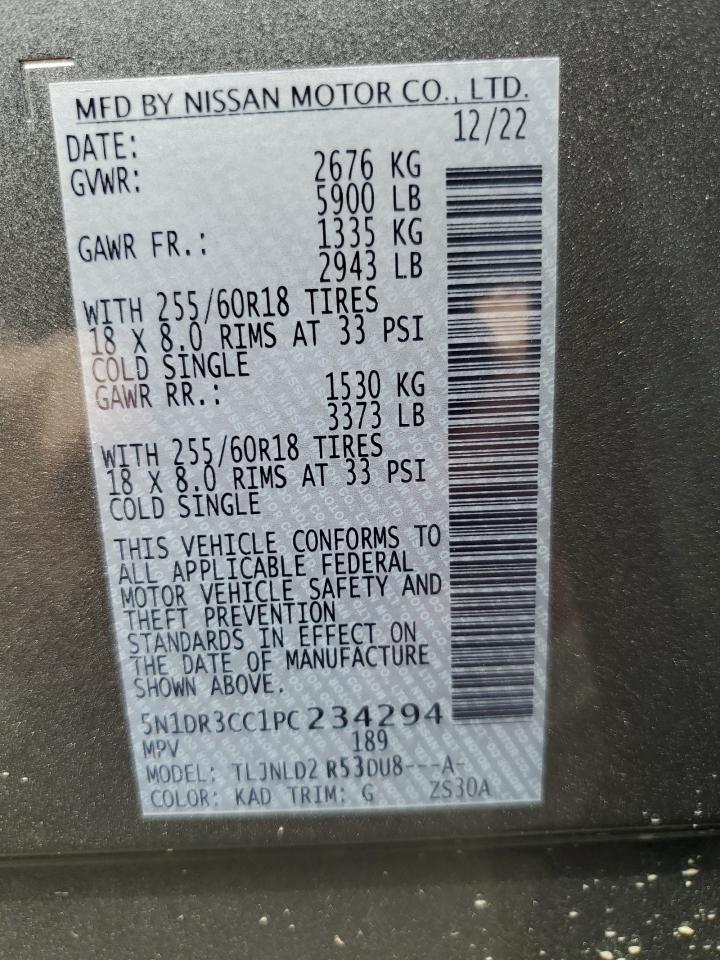 MFD BY NISSAN MOTOR CO., LTD.
DATE: 12/22
GVWR: 2676 KG
5900 LB
GAWR FR.: 1335 KG
2943 LB
WITH 255/60R18 TIRES
18 X 8.0 RIMS AT 33 PSI
COLD SINGLE
GAWR RR.: 1530 KG
3373 LB
WITH 255/60R18 TIRES
18 X 8.0 RIMS AT 33 PSI
COLD SINGLE
THIS VEHICLE CONFORMS TO
ALL APPLICABLE FEDERAL
MOTOR VEHICLE SAFETY AND
THEFT PREVENTION
STANDARDS IN EFFECT ON
THE DATE OF MANUFACTURE
SHOWN ABOVE.
5N1DR3CC1PC234294
MPV 189
MODEL: TLJNLD2 R53DU8---A-
COLOR: KAD TRIM: G ZS30A